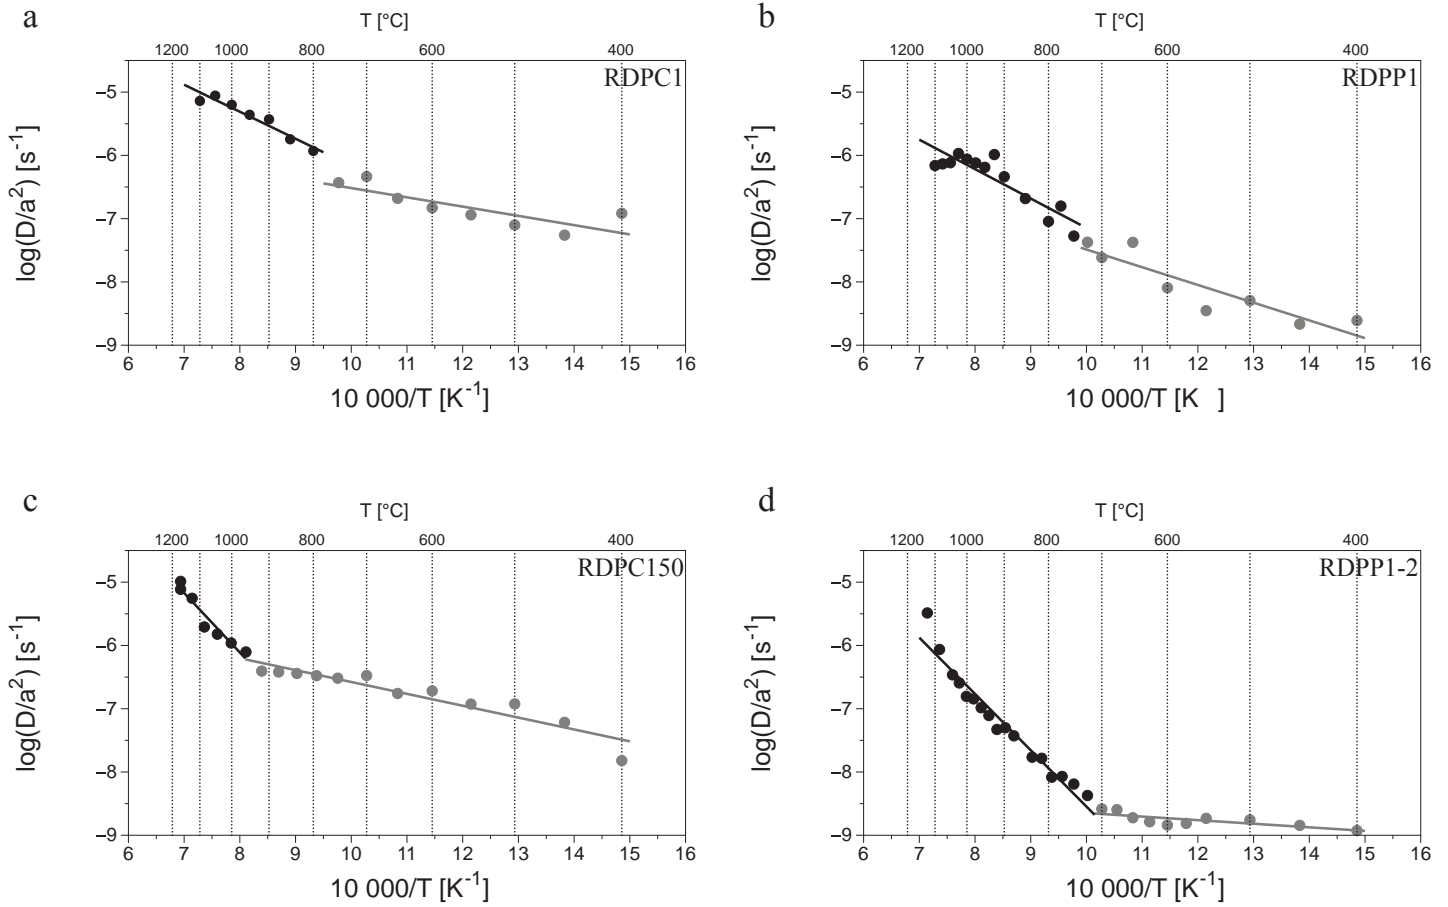 a
T [°C]
1200 1000 800 600 400
RDPC1
–5
–6
–7
–8
–9
log(D/a²) [s⁻¹]
6 7 8 9 10 11 12 13 14 15 16
10 000/T [K⁻¹]
b
T [°C]
1200 1000 800 600 400
RDPP1
–5
–6
–7
–8
–9
log(D/a²) [s⁻¹]
6 7 8 9 10 11 12 13 14 15 16
10 000/T [K ]
c
T [°C]
1200 1000 800 600 400
RDPC150
–5
–6
–7
–8
–9
log(D/a²) [s⁻¹]
6 7 8 9 10 11 12 13 14 15 16
10 000/T [K⁻¹]
d
T [°C]
1200 1000 800 600 400
RDPP1-2
–5
–6
–7
–8
–9
log(D/a²) [s⁻¹]
6 7 8 9 10 11 12 13 14 15 16
10 000/T [K⁻¹]